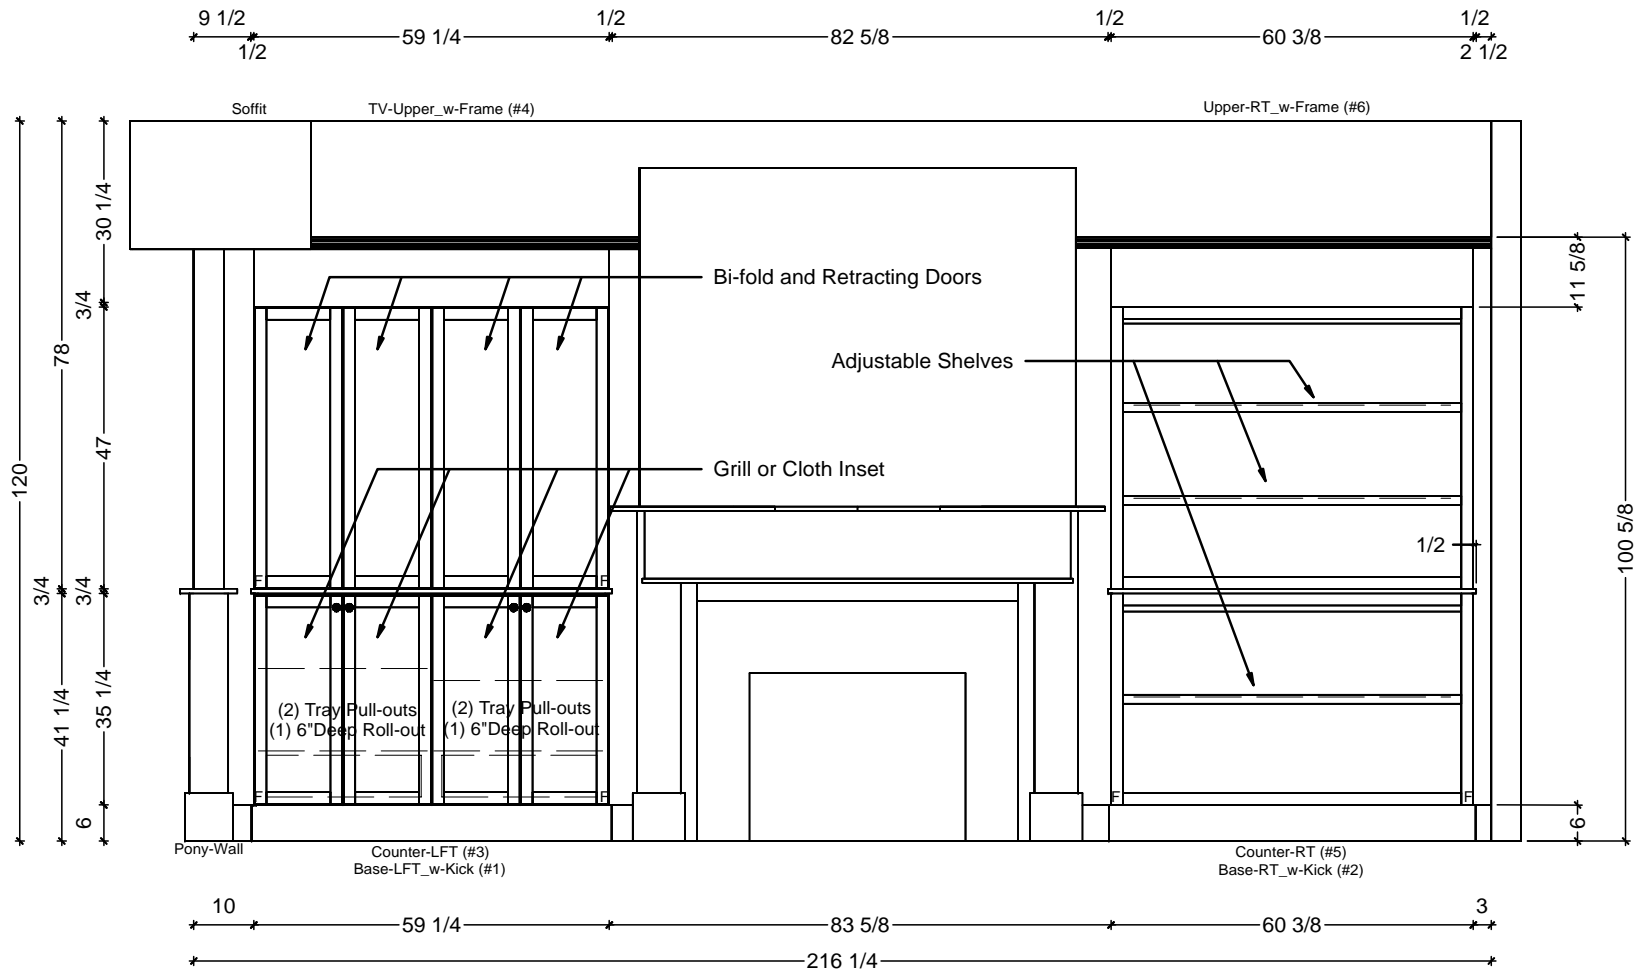 9 1/2
1/2
1/2
1/2
59 1/4
82 5/8
60 3/8
1/2
2 1/2
Soffit
TV-Upper_w-Frame (#4)
Upper-RT_w-Frame (#6)
30 1/4
11 5/8
Bi-fold and Retracting Doors
3/4
78
Adjustable Shelves
47
120
Grill or Cloth Inset
100 5/8
1/2
3/4
3/4
F
F
35 1/4
41 1/4
(2) Tray Pull-outs
(2) Tray Pull-outs
(1) 6"Deep Roll-out
(1) 6"Deep Roll-out
F
F
F
F
6
6
Pony-Wall
Counter-LFT (#3)
Counter-RT (#5)
Base-LFT_w-Kick (#1)
Base-RT_w-Kick (#2)
10
3
59 1/4
83 5/8
60 3/8
216 1/4